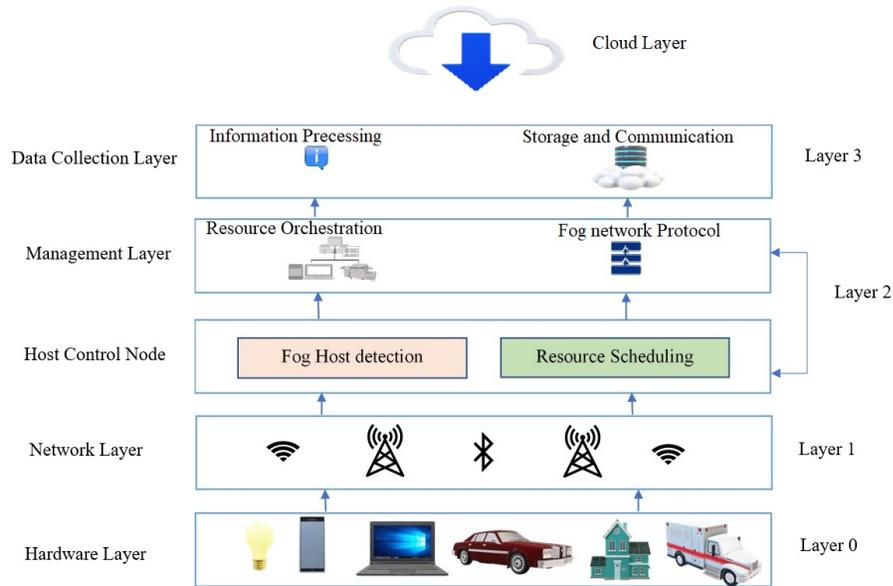 Cloud Layer
Information Precessing
Storage and Communication
Data Collection Layer
Layer 3
Resource Orchestration
Fog network Protocol
Management Layer
Layer 2
Host Control Node
Fog Host detection
Resource Scheduling
Network Layer
Layer 1
Hardware Layer
Layer 0